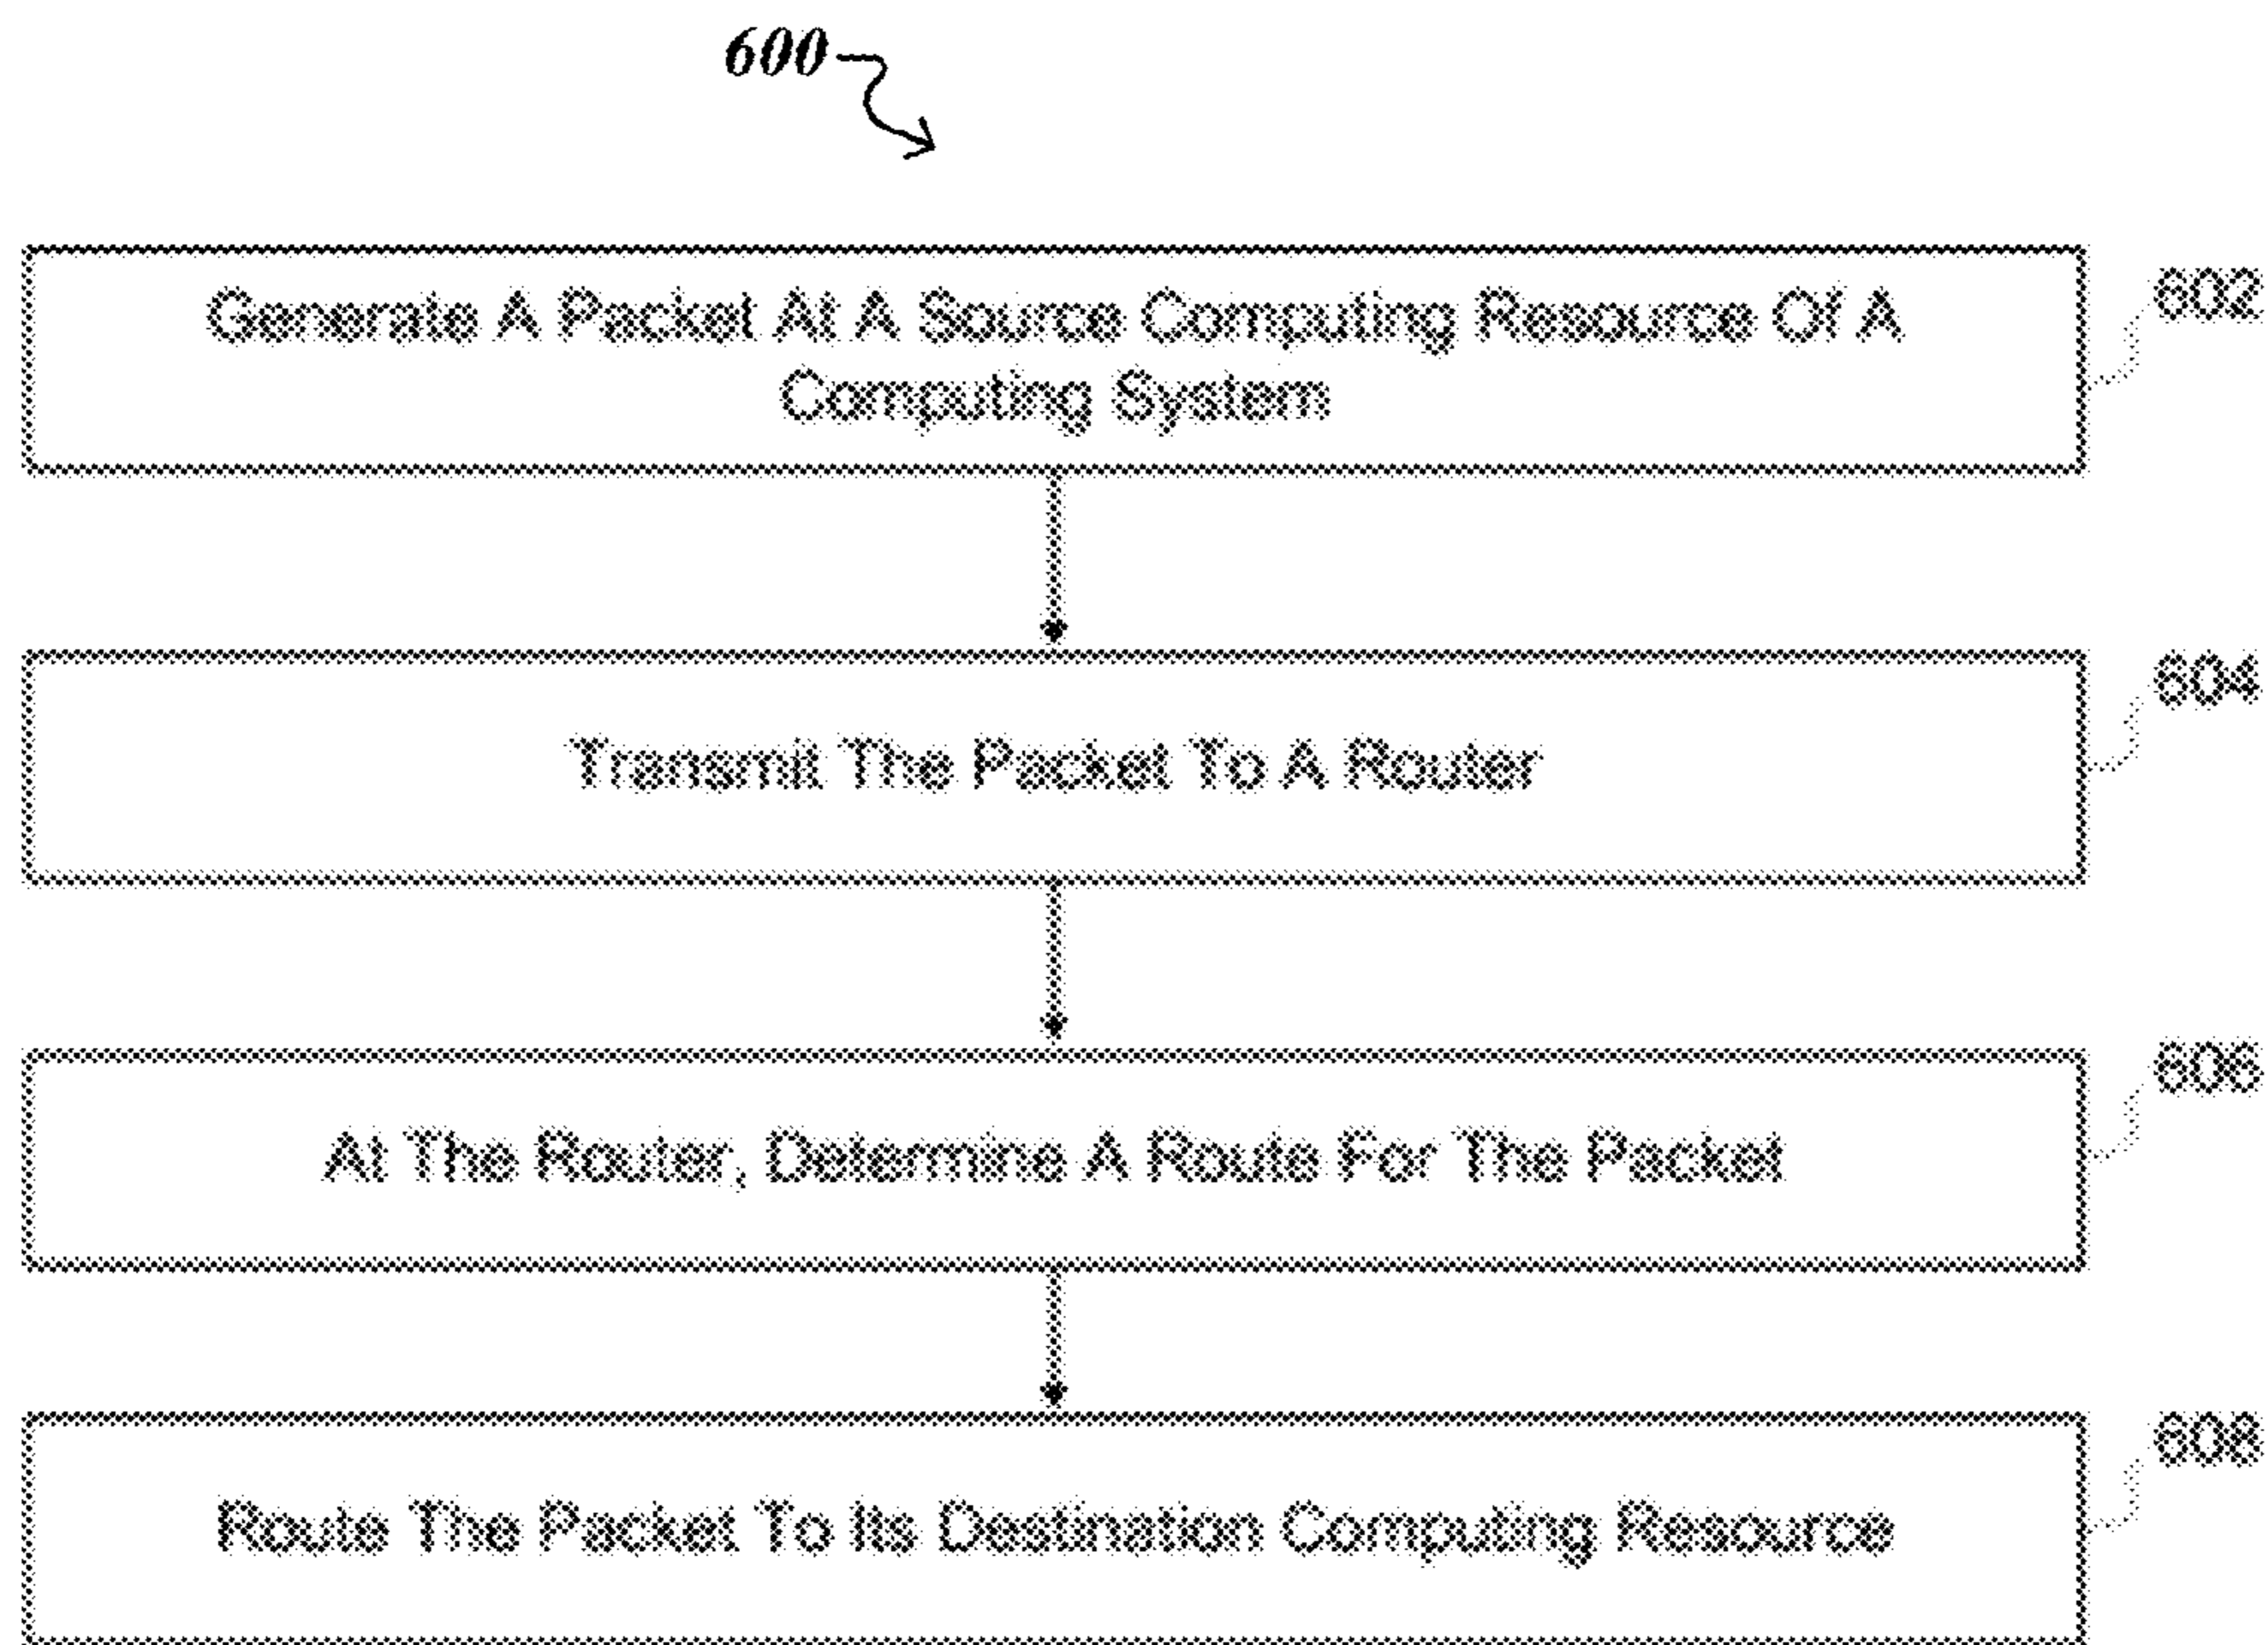 600
Generate A Packet At A Source Computing Resource Of A
Computing System
602
Transmit The Packet To A Router
604
At The Router, Determine A Route For The Packet
606
Route The Packet To Its Destination Computing Resource
608